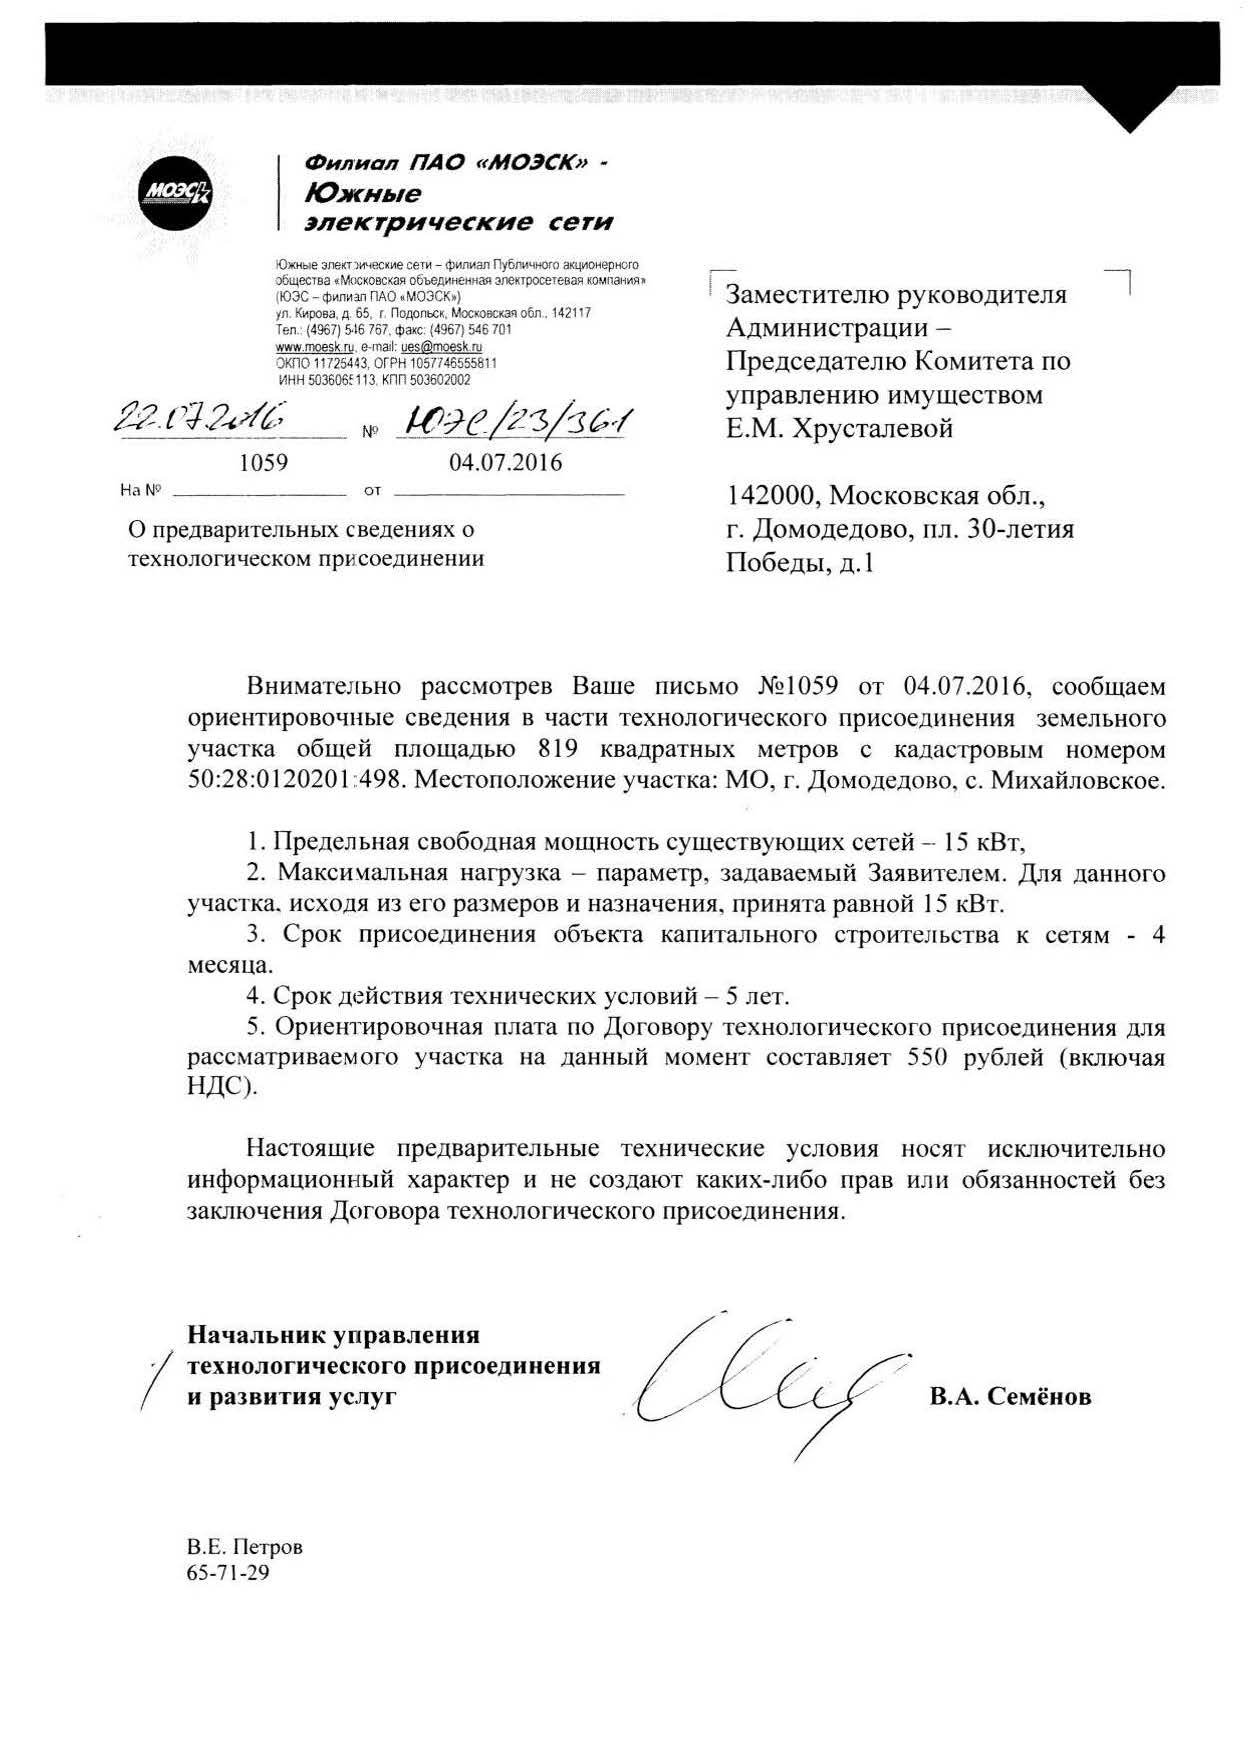 МОЭСК
Филиал ПАО «МОЭСК» -
Южные
электрические сети
Южные электрические сети – филиал Публичного акционерного
общества «Московская объединенная электросетевая компания»
(ЮЭС – филиал ПАО «МОЭСК»)
ул. Кирова, д. 65, г. Подольск, Московская обл., 142117
Тел.: (4967) 546 767, факс: (4967) 546 701
www.moesk.ru, e-mail: ues@moesk.ru
ОКПО 11725443, ОГРН 1057746555811
ИНН 5036065113, КПП 503602002
22.07.2016 № ЮЭС/23/361
1059 04.07.2016
На № от
О предварительных сведениях о
технологическом присоединении
Заместителю руководителя
Администрации –
Председателю Комитета по
управлению имуществом
Е.М. Хрусталевой
142000, Московская обл.,
г. Домодедово, пл. 30-летия
Победы, д.1
Внимательно рассмотрев Ваше письмо №1059 от 04.07.2016, сообщаем
ориентировочные сведения в части технологического присоединения земельного
участка общей площадью 819 квадратных метров с кадастровым номером
50:28:0120201:498. Местоположение участка: МО, г. Домодедово, с. Михайловское.
1. Предельная свободная мощность существующих сетей – 15 кВт,
2. Максимальная нагрузка – параметр, задаваемый Заявителем. Для данного
участка, исходя из его размеров и назначения, принята равной 15 кВт.
3. Срок присоединения объекта капитального строительства к сетям - 4
месяца.
4. Срок действия технических условий – 5 лет.
5. Ориентировочная плата по Договору технологического присоединения для
рассматриваемого участка на данный момент составляет 550 рублей (включая
НДС).
Настоящие предварительные технические условия носят исключительно
информационный характер и не создают каких-либо прав или обязанностей без
заключения Договора технологического присоединения.
Начальник управления
технологического присоединения
и развития услуг
В.А. Семёнов
В.Е. Петров
65-71-29